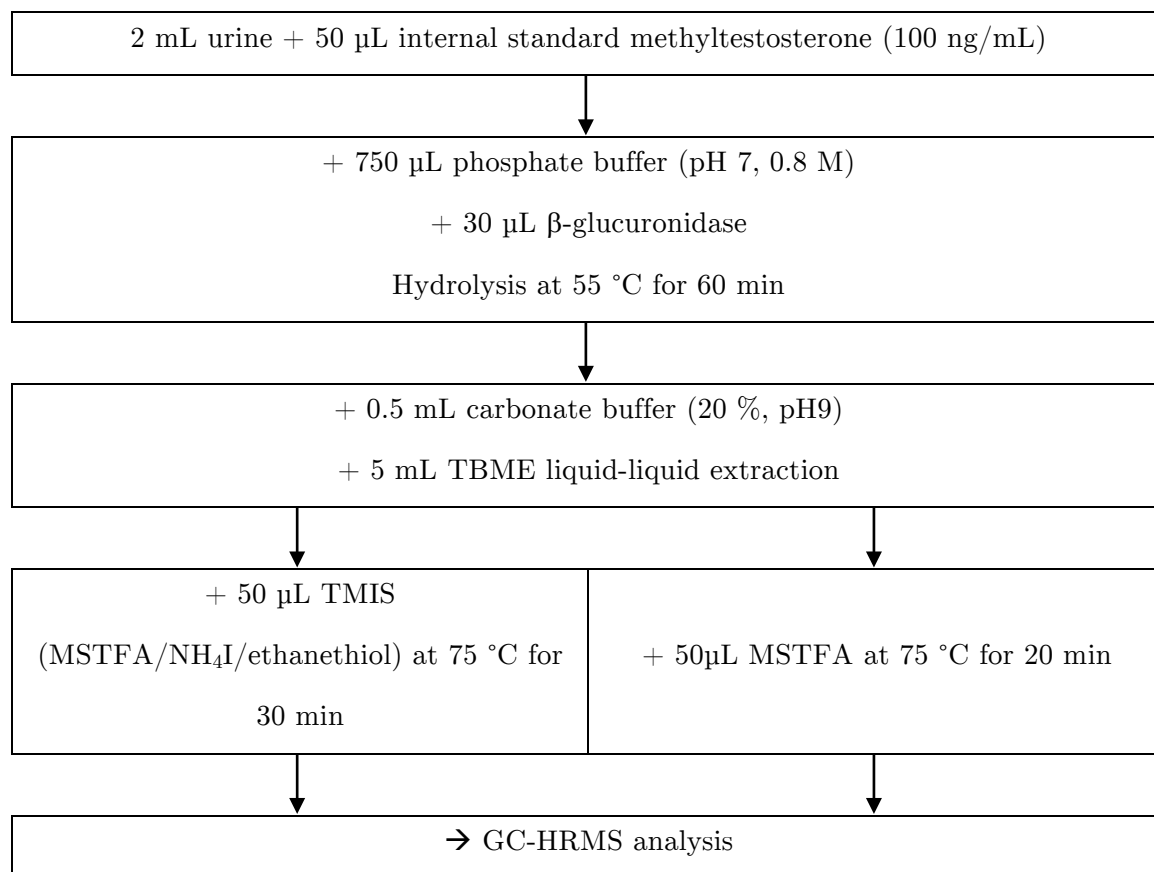 2 mL urine + 50 µL internal standard methyltestosterone (100 ng/mL)
+ 750 µL phosphate buffer (pH 7, 0.8 M)
+ 30 µL β-glucuronidase
Hydrolysis at 55 °C for 60 min
+ 0.5 mL carbonate buffer (20 %, pH9)
+ 5 mL TBME liquid-liquid extraction
+ 50 µL TMIS
(MSTFA/NH₄I/ethanethiol) at 75 °C for
30 min
+ 50µL MSTFA at 75 °C for 20 min
→ GC-HRMS analysis